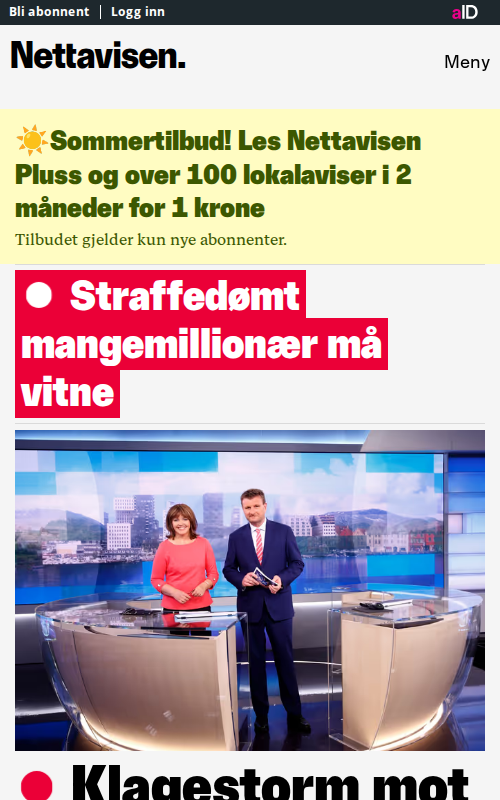 Bli abonnent | Logg inn
aID
Nettavisen.
Meny
☀️Sommertilbud! Les Nettavisen
Pluss og over 100 lokalaviser i 2
måneder for 1 krone
Tilbudet gjelder kun nye abonnenter.
Straffedømt
mangemillionær må
vitne
Klagestorm mot